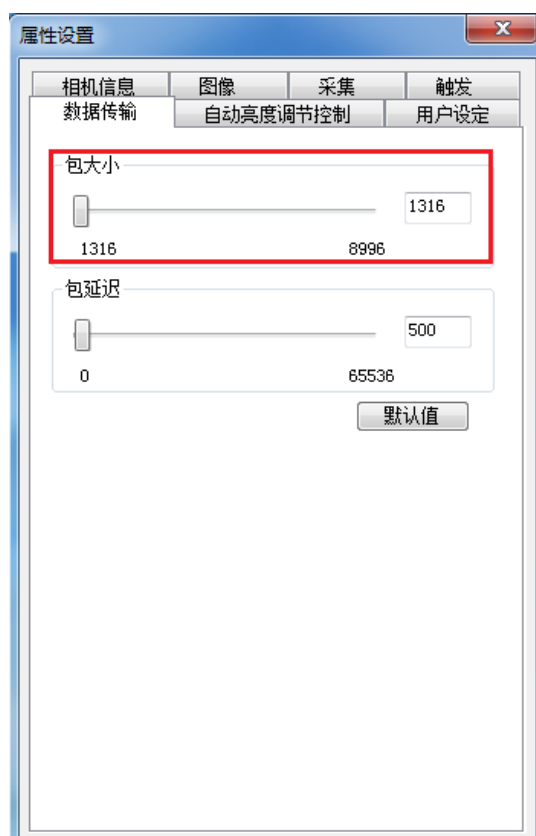 属性设置
相机信息 图像 采集 触发
数据传输 自动亮度调节控制 用户设定
包大小
1316
1316 8996
包延迟
500
0 65536
默认值